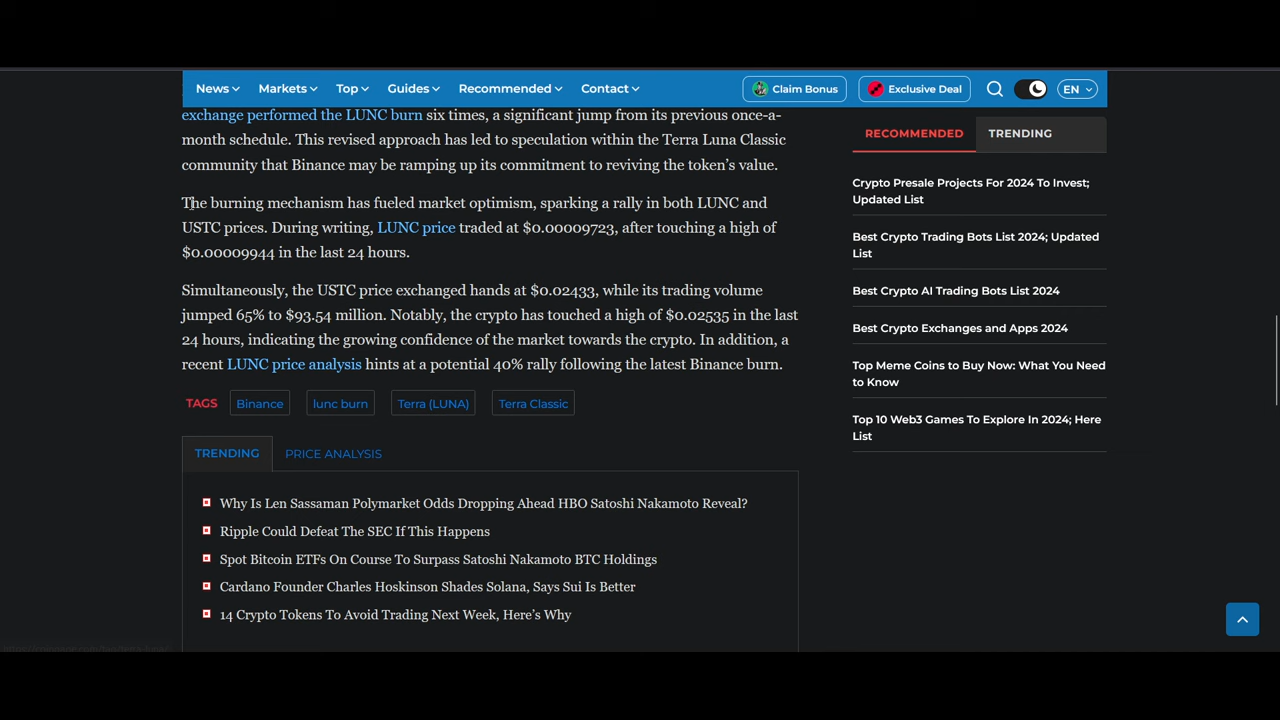 News Markets Top Guides Recommended Contact Claim Bonus Exclusive Deal EN
exchange performed the LUNC burn six times, a significant jump from its previous once-a-
month schedule. This revised approach has led to speculation within the Terra Luna Classic
community that Binance may be ramping up its commitment to reviving the token’s value.
The burning mechanism has fueled market optimism, sparking a rally in both LUNC and
USTC prices. During writing, LUNC price traded at $0.00009723, after touching a high of
$0.00009944 in the last 24 hours.
Simultaneously, the USTC price exchanged hands at $0.02433, while its trading volume
jumped 65% to $93.54 million. Notably, the crypto has touched a high of $0.02535 in the last
24 hours, indicating the growing confidence of the market towards the crypto. In addition, a
recent LUNC price analysis hints at a potential 40% rally following the latest Binance burn.
TAGS Binance lunc burn Terra (LUNA) Terra Classic
TRENDING PRICE ANALYSIS
Why Is Len Sassaman Polymarket Odds Dropping Ahead HBO Satoshi Nakamoto Reveal?
Ripple Could Defeat The SEC If This Happens
Spot Bitcoin ETFs On Course To Surpass Satoshi Nakamoto BTC Holdings
Cardano Founder Charles Hoskinson Shades Solana, Says Sui Is Better
14 Crypto Tokens To Avoid Trading Next Week, Here’s Why
RECOMMENDED TRENDING
Crypto Presale Projects For 2024 To Invest;
Updated List
Best Crypto Trading Bots List 2024; Updated
List
Best Crypto AI Trading Bots List 2024
Best Crypto Exchanges and Apps 2024
Top Meme Coins to Buy Now: What You Need
to Know
Top 10 Web3 Games To Explore In 2024; Here
List